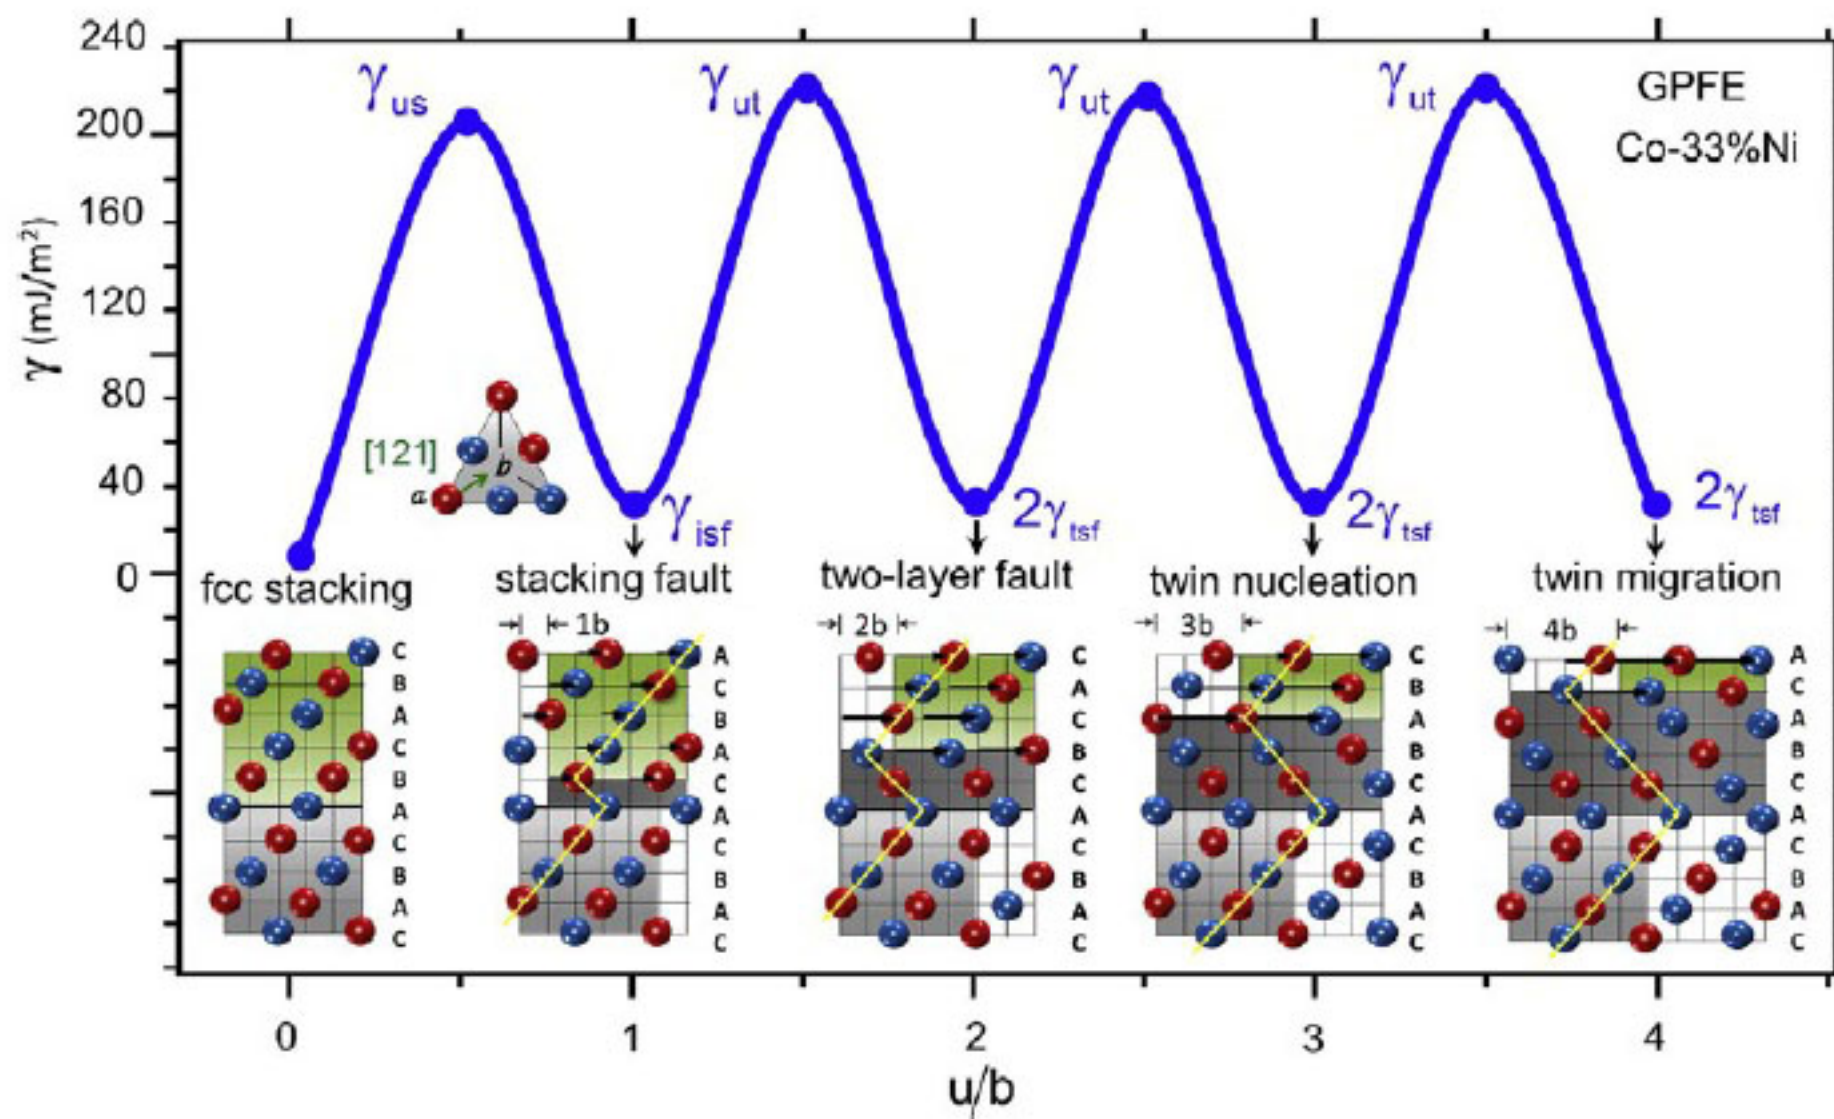 240
200
160
120
80
40
0
γ (mJ/m²)
γus
γut
γut
γut
GPFE
Co-33%Ni
[121]
b
a
γisf
2γtsf
2γtsf
2γtsf
fcc stacking
stacking fault
two-layer fault
twin nucleation
twin migration
1b
2b
3b
4b
C
B
A
C
B
A
C
B
A
C
A
C
B
A
C
A
C
B
A
C
C
A
C
B
C
A
C
B
A
C
C
B
A
B
C
A
C
B
A
C
A
C
A
B
C
A
C
B
A
C
0 1 2 3 4
u/b